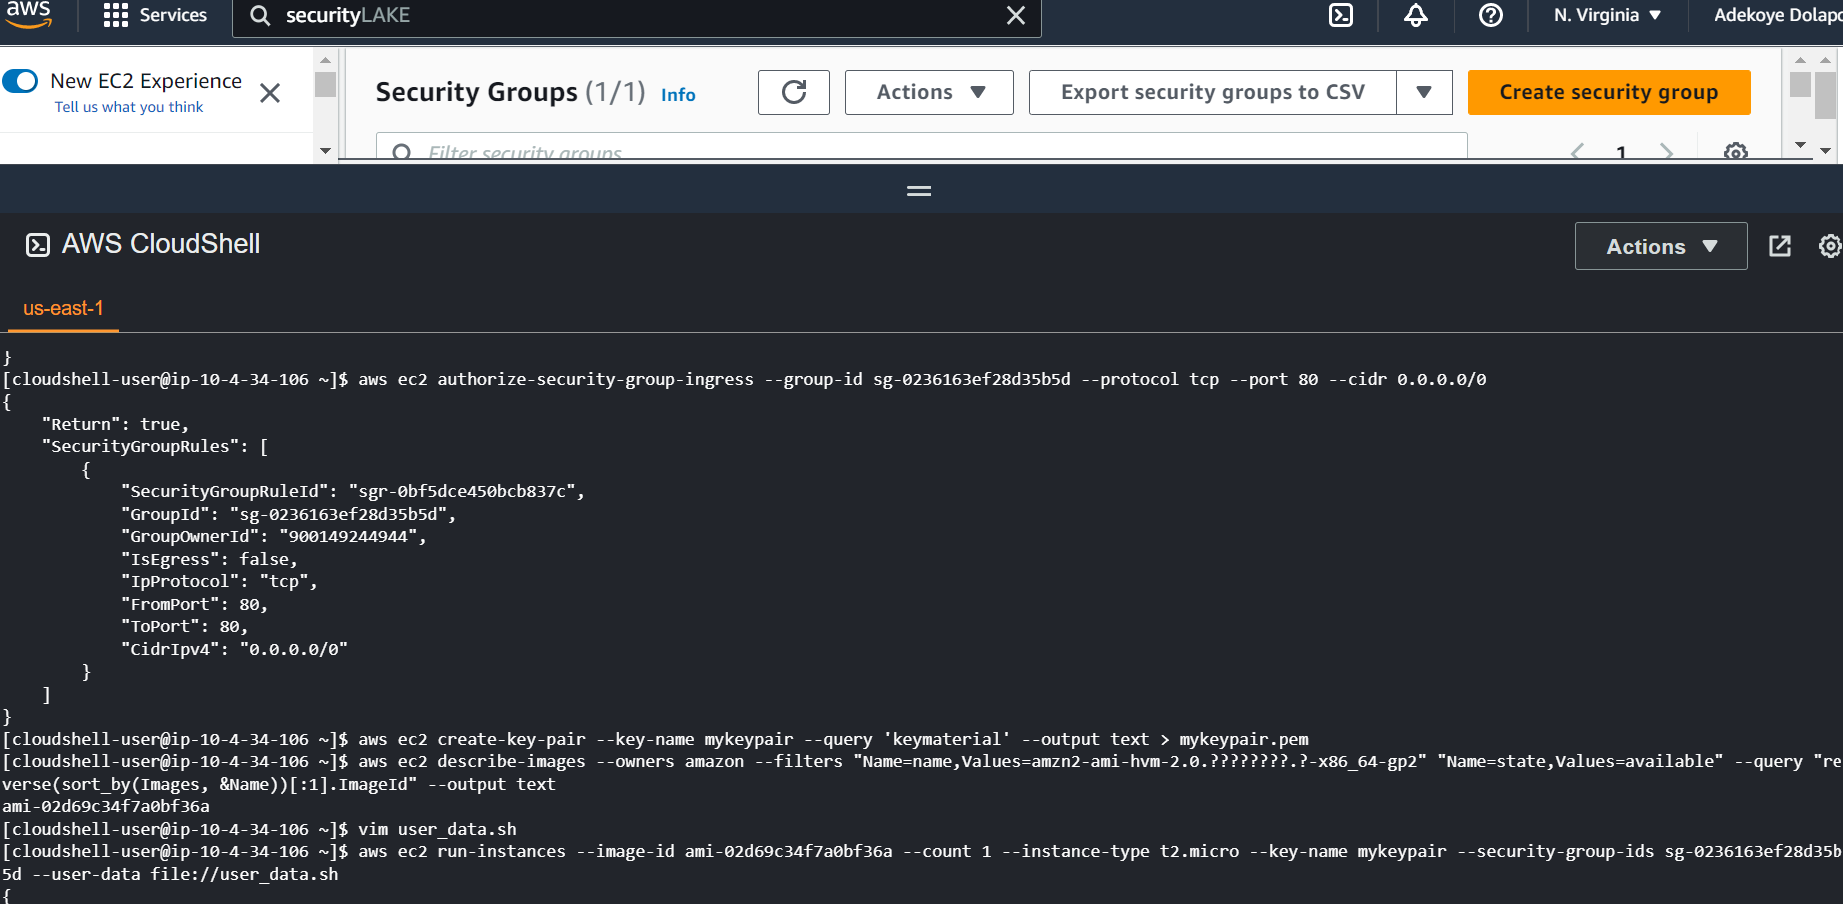 aws
Services
securityLAKE
N. Virginia
New EC2 Experience
Tell us what you think
Security Groups (1/1) Info
Actions
Export security groups to CSV
Create security group
Filter security groups
1
AWS CloudShell
Actions
us-east-1
}
[cloudshell-user@ip-10-4-34-106 ~]$ aws ec2 authorize-security-group-ingress --group-id sg-0236163ef28d35b5d --protocol tcp --port 80 --cidr 0.0.0.0/0
{
    "Return": true,
    "SecurityGroupRules": [
        {
            "SecurityGroupRuleId": "sgr-0bf5dce450bcb837c",
            "GroupId": "sg-0236163ef28d35b5d",
            "GroupOwnerId": "900149244944",
            "IsEgress": false,
            "IpProtocol": "tcp",
            "FromPort": 80,
            "ToPort": 80,
            "CidrIpv4": "0.0.0.0/0"
        }
    ]
}
[cloudshell-user@ip-10-4-34-106 ~]$ aws ec2 create-key-pair --key-name mykeypair --query 'keymaterial' --output text > mykeypair.pem
[cloudshell-user@ip-10-4-34-106 ~]$ aws ec2 describe-images --owners amazon --filters "Name=name,Values=amzn2-ami-hvm-2.0.????????.?-x86_64-gp2" "Name=state,Values=available" --query "re
verse(sort_by(Images, &Name))[:1].ImageId" --output text
ami-02d69c34f7a0bf36a
[cloudshell-user@ip-10-4-34-106 ~]$ vim user_data.sh
[cloudshell-user@ip-10-4-34-106 ~]$ aws ec2 run-instances --image-id ami-02d69c34f7a0bf36a --count 1 --instance-type t2.micro --key-name mykeypair --security-group-ids sg-0236163ef28d35b
5d --user-data file://user_data.sh
{
Adekoye